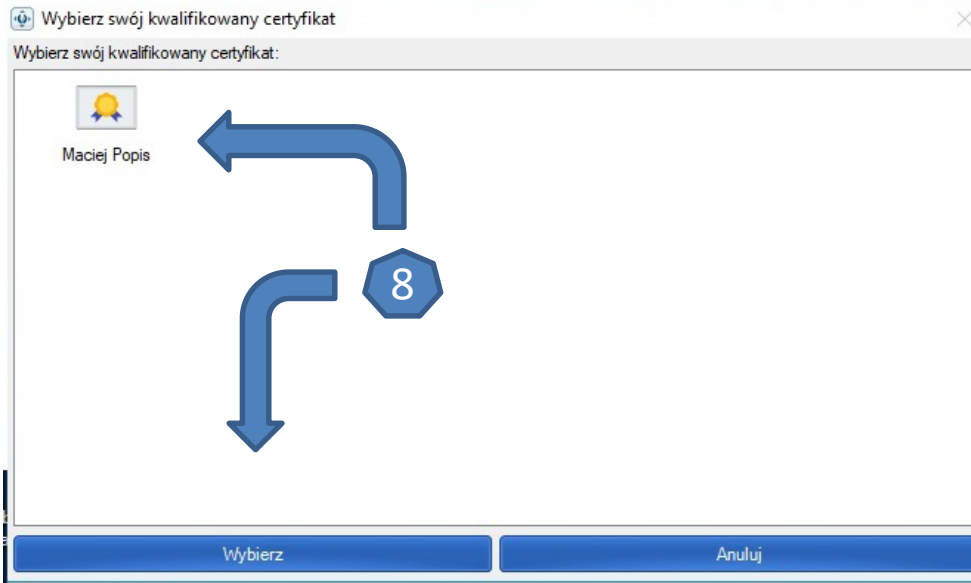 Wybierz swój kwalifikowany certyfikat
Wybierz swój kwalifikowany certyfikat:
Maciej Popis
8
Wybierz
Anuluj